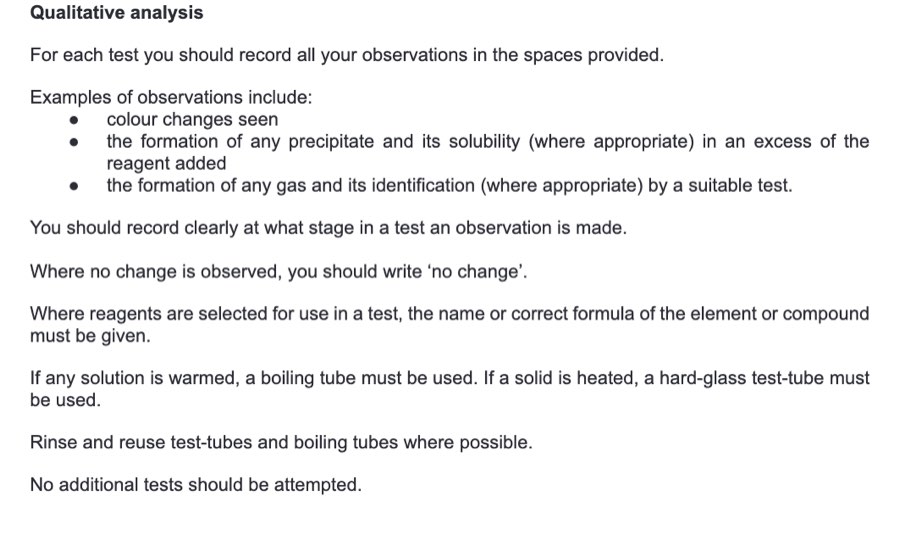 Qualitative analysis
For each test you should record all your observations in the spaces provided.
Examples of observations include:
● colour changes seen
● the formation of any precipitate and its solubility (where appropriate) in an excess of the
reagent added
● the formation of any gas and its identification (where appropriate) by a suitable test.
You should record clearly at what stage in a test an observation is made.
Where no change is observed, you should write ‘no change’.
Where reagents are selected for use in a test, the name or correct formula of the element or compound
must be given.
If any solution is warmed, a boiling tube must be used. If a solid is heated, a hard-glass test-tube must
be used.
Rinse and reuse test-tubes and boiling tubes where possible.
No additional tests should be attempted.